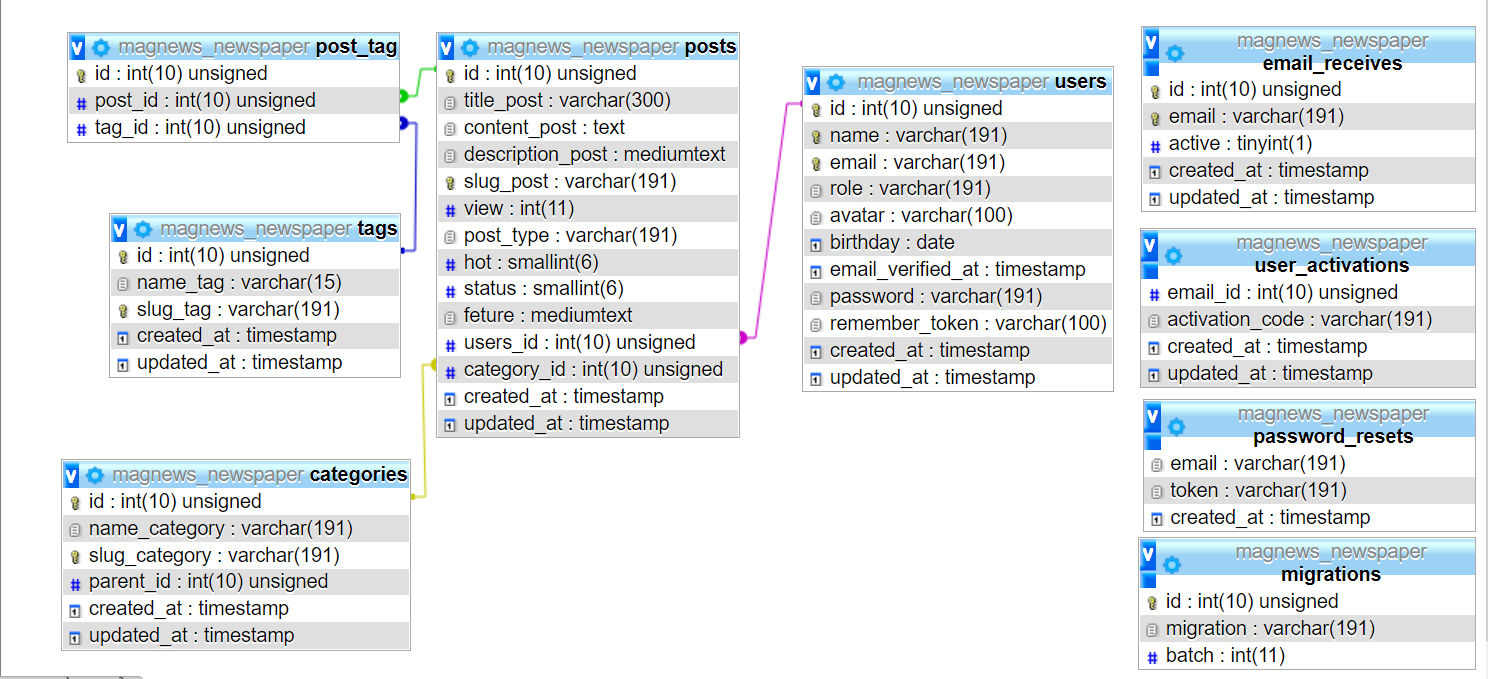 magnews_newspaper post_tag
id : int(10) unsigned
post_id : int(10) unsigned
tag_id : int(10) unsigned
magnews_newspaper tags
id : int(10) unsigned
name_tag : varchar(15)
slug_tag : varchar(191)
created_at : timestamp
updated_at : timestamp
magnews_newspaper categories
id : int(10) unsigned
name_category : varchar(191)
slug_category : varchar(191)
parent_id : int(10) unsigned
created_at : timestamp
updated_at : timestamp
magnews_newspaper posts
id : int(10) unsigned
title_post : varchar(300)
content_post : text
description_post : mediumtext
slug_post : varchar(191)
view : int(11)
post_type : varchar(191)
hot : smallint(6)
status : smallint(6)
feture : mediumtext
users_id : int(10) unsigned
category_id : int(10) unsigned
created_at : timestamp
updated_at : timestamp
magnews_newspaper users
id : int(10) unsigned
name : varchar(191)
email : varchar(191)
role : varchar(191)
avatar : varchar(100)
birthday : date
email_verified_at : timestamp
password : varchar(191)
remember_token : varchar(100)
created_at : timestamp
updated_at : timestamp
magnews_newspaper
email_receives
id : int(10) unsigned
email : varchar(191)
active : tinyint(1)
created_at : timestamp
updated_at : timestamp
magnews_newspaper
user_activations
email_id : int(10) unsigned
activation_code : varchar(191)
created_at : timestamp
updated_at : timestamp
magnews_newspaper
password_resets
email : varchar(191)
token : varchar(191)
created_at : timestamp
magnews_newspaper
migrations
id : int(10) unsigned
migration : varchar(191)
batch : int(11)